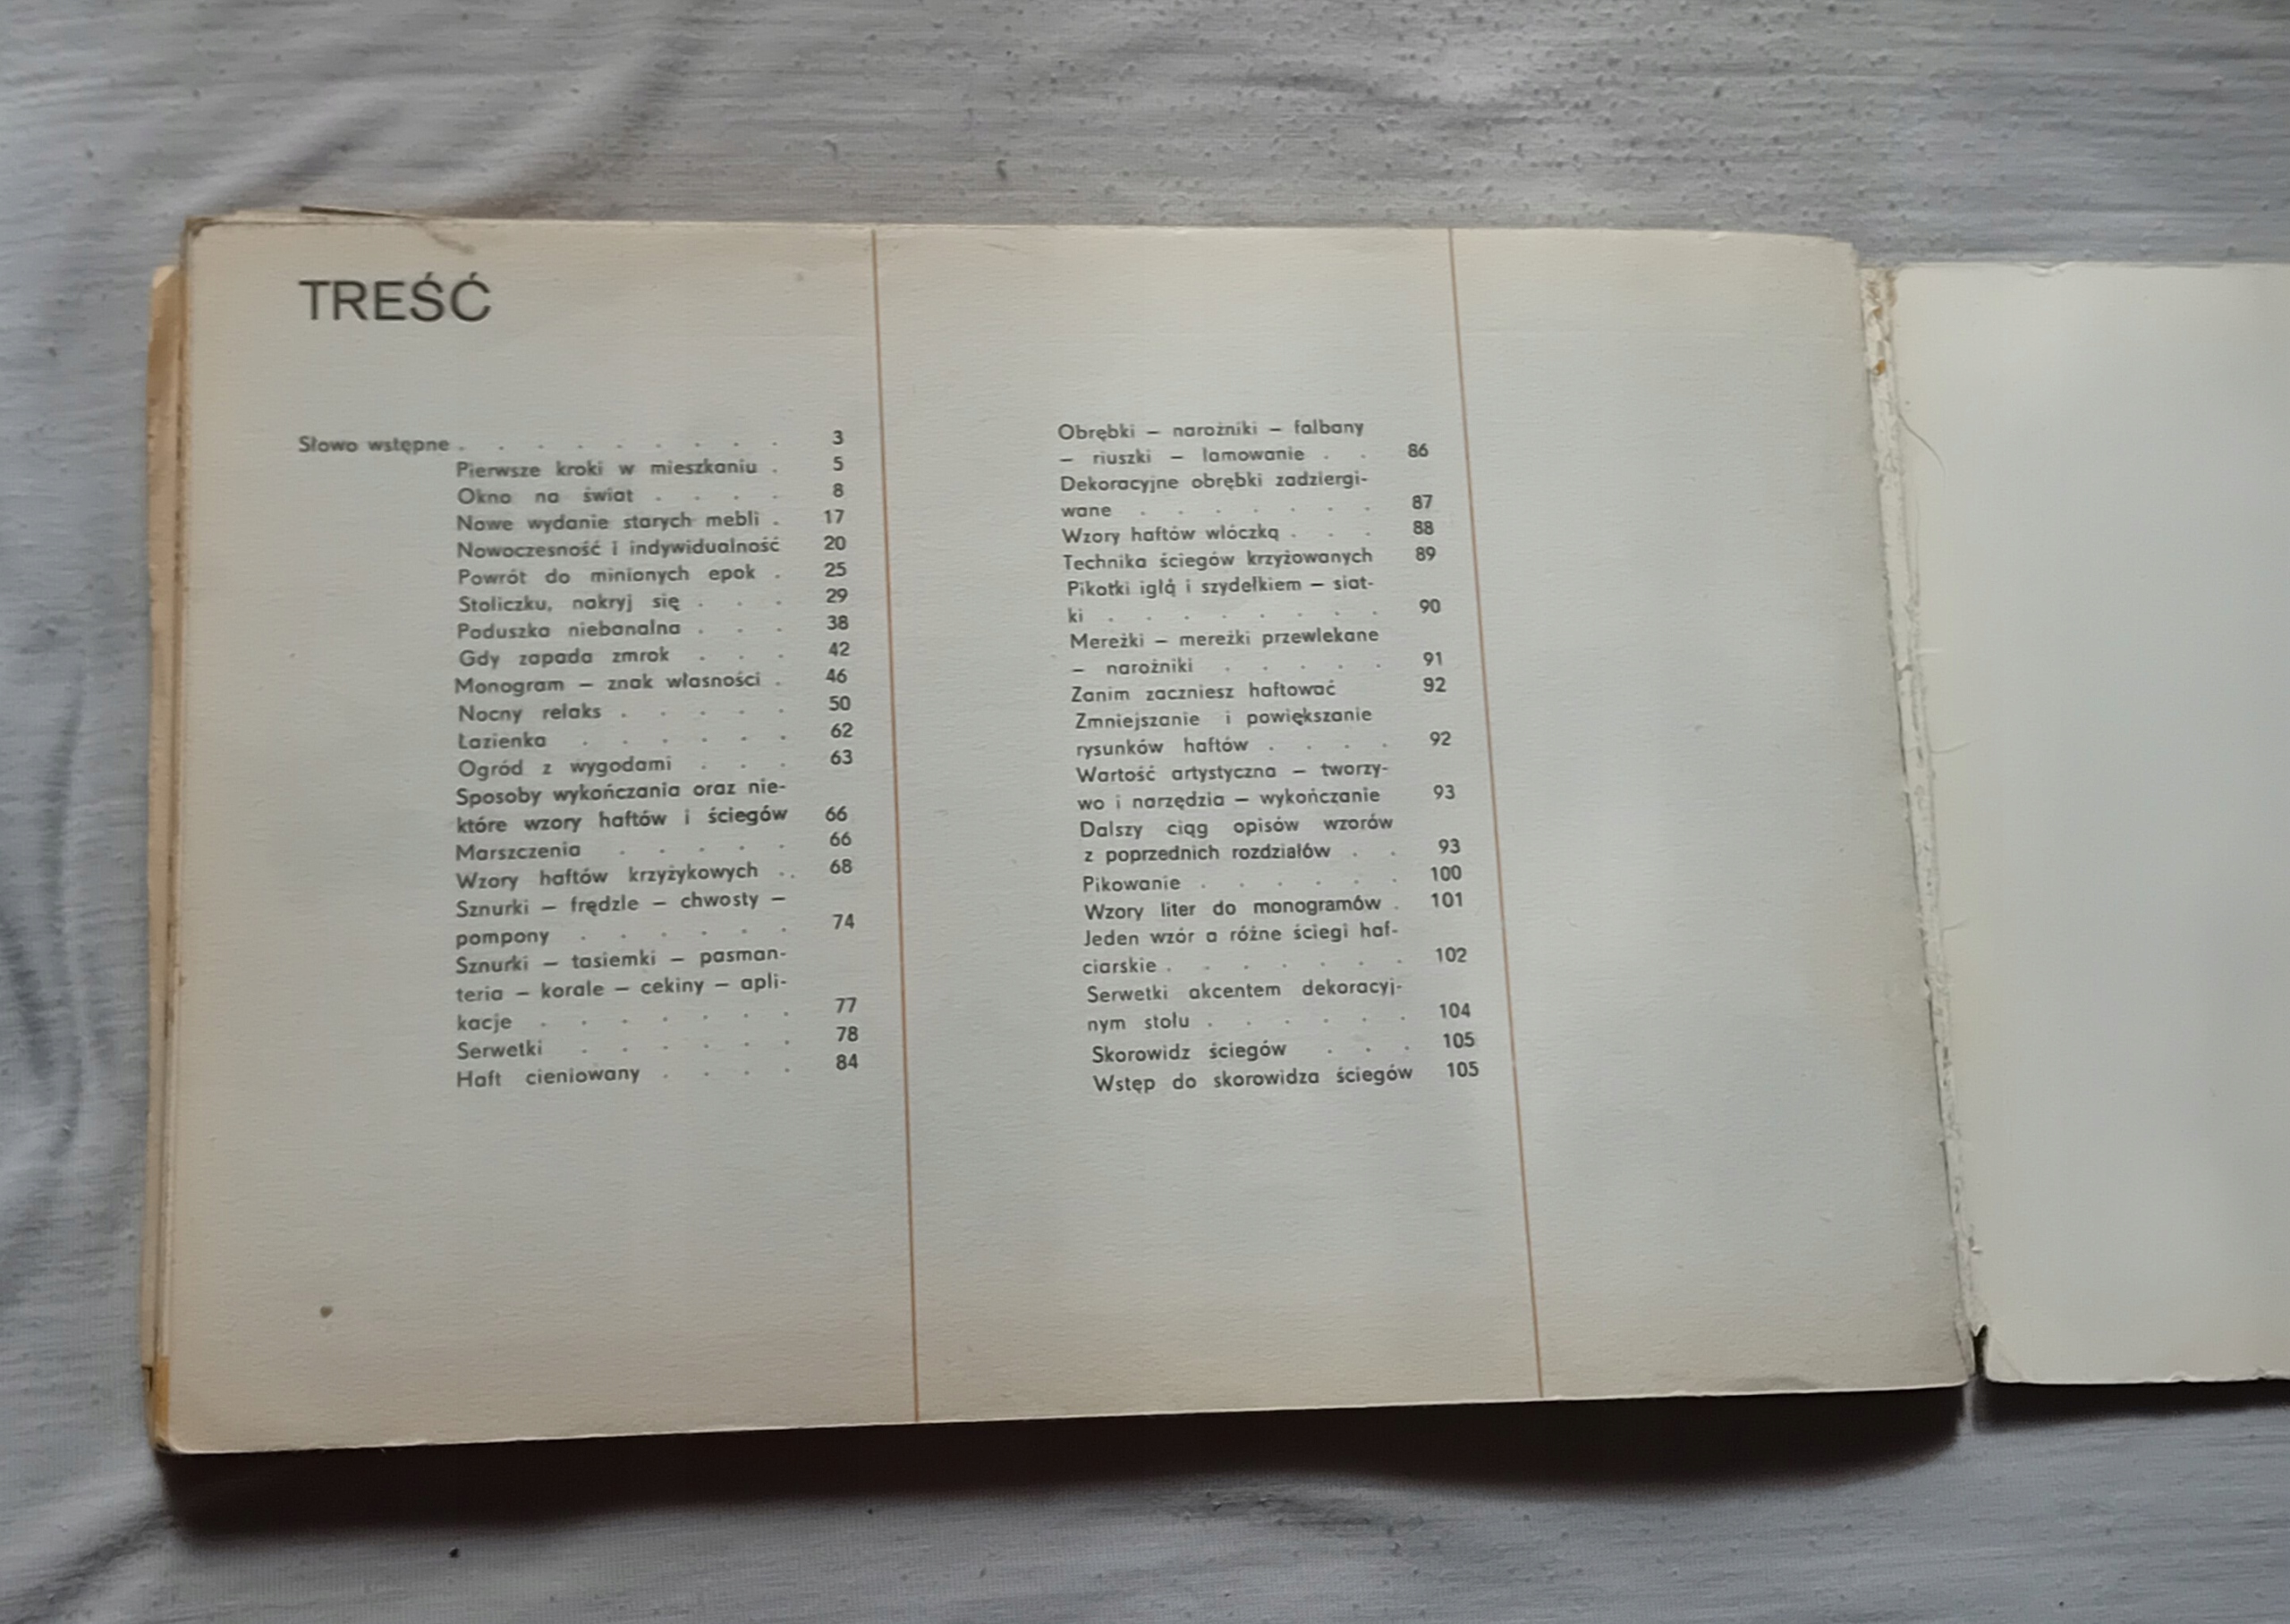 TREŚĆ
Słowo wstępne . . . . . . . . . 3
Pierwsze kroki w mieszkaniu . 5
Okno na świat . . . . 8
Nowe wydanie starych mebli . 17
Nowoczesność i indywidualność 20
Powrót do minionych epok . 25
Stoliczku, nakryj się . . . 29
Poduszka niebanalna . . . 38
Gdy zapada zmrok . . . 42
Monogram – znak własności . 46
Nocny relaks . . . . . 50
Łazienka . . . . . . 62
Ogród z wygodami . . . 63
Sposoby wykończania oraz nie-
które wzory haftów i ściegów 66
Marszczenia . . . . . 66
Wzory haftów krzyżykowych . . 68
Sznurki – frędzle – chwosty –
pompony . . . . . . 74
Sznurki – tasiemki – pasman-
teria – korale – cekiny – apli-
kacje . . . . . . . 77
Serwetki . . . . . . 78
Haft cieniowany . . . . 84
Obrębki – narożniki – falbany
– riuszki – lamowanie . . 86
Dekoracyjne obrębki zadziergi-
wane . . . . . . . 87
Wzory haftów włóczką . . . 88
Technika ściegów krzyżowanych 89
Pikotki igłą i szydełkiem – siat-
ki . . . . . . . . 90
Mereżki – mereżki przewlekane
– narożniki . . . . . 91
Zanim zaczniesz haftować 92
Zmniejszanie i powiększanie
rysunków haftów . . . . 92
Wartość artystyczna – tworzy-
wo i narzędzia – wykończanie 93
Dalszy ciąg opisów wzorów
z poprzednich rozdziałów . . 93
Pikowanie . . . . . . 100
Wzory liter do monogramów . 101
Jeden wzór a różne ściegi haf-
ciarskie . . . . . . . 102
Serwetki akcentem dekoracyj-
nym stołu . . . . . . 104
Skorowidz ściegów . . . 105
Wstęp do skorowidza ściegów 105